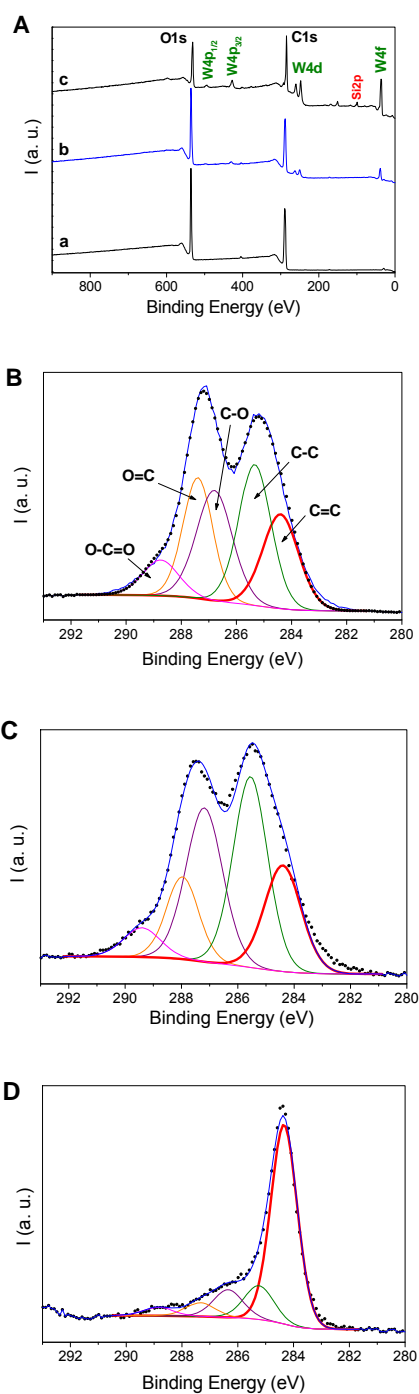 A
O1s
W4p1/2
W4p3/2
C1s
W4d
Si2p
W4f
c
b
a
I (a. u.)
800 600 400 200 0
Binding Energy (eV)
B
C-O
O=C
C-C
C=C
O-C=O
I (a. u.)
292 290 288 286 284 282 280
Binding Energy (eV)
C
I (a. u.)
292 290 288 286 284 282 280
Binding Energy (eV)
D
I (a. u.)
292 290 288 286 284 282 280
Binding Energy (eV)